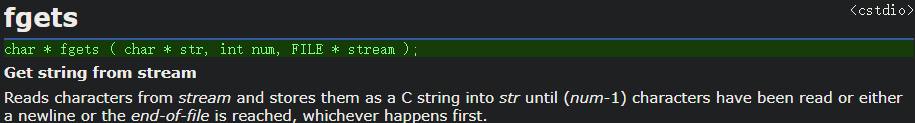 fgets
<cstdio>
char * fgets ( char * str, int num, FILE * stream );
Get string from stream
Reads characters from stream and stores them as a C string into str until (num-1) characters have been read or either
a newline or the end-of-file is reached, whichever happens first.